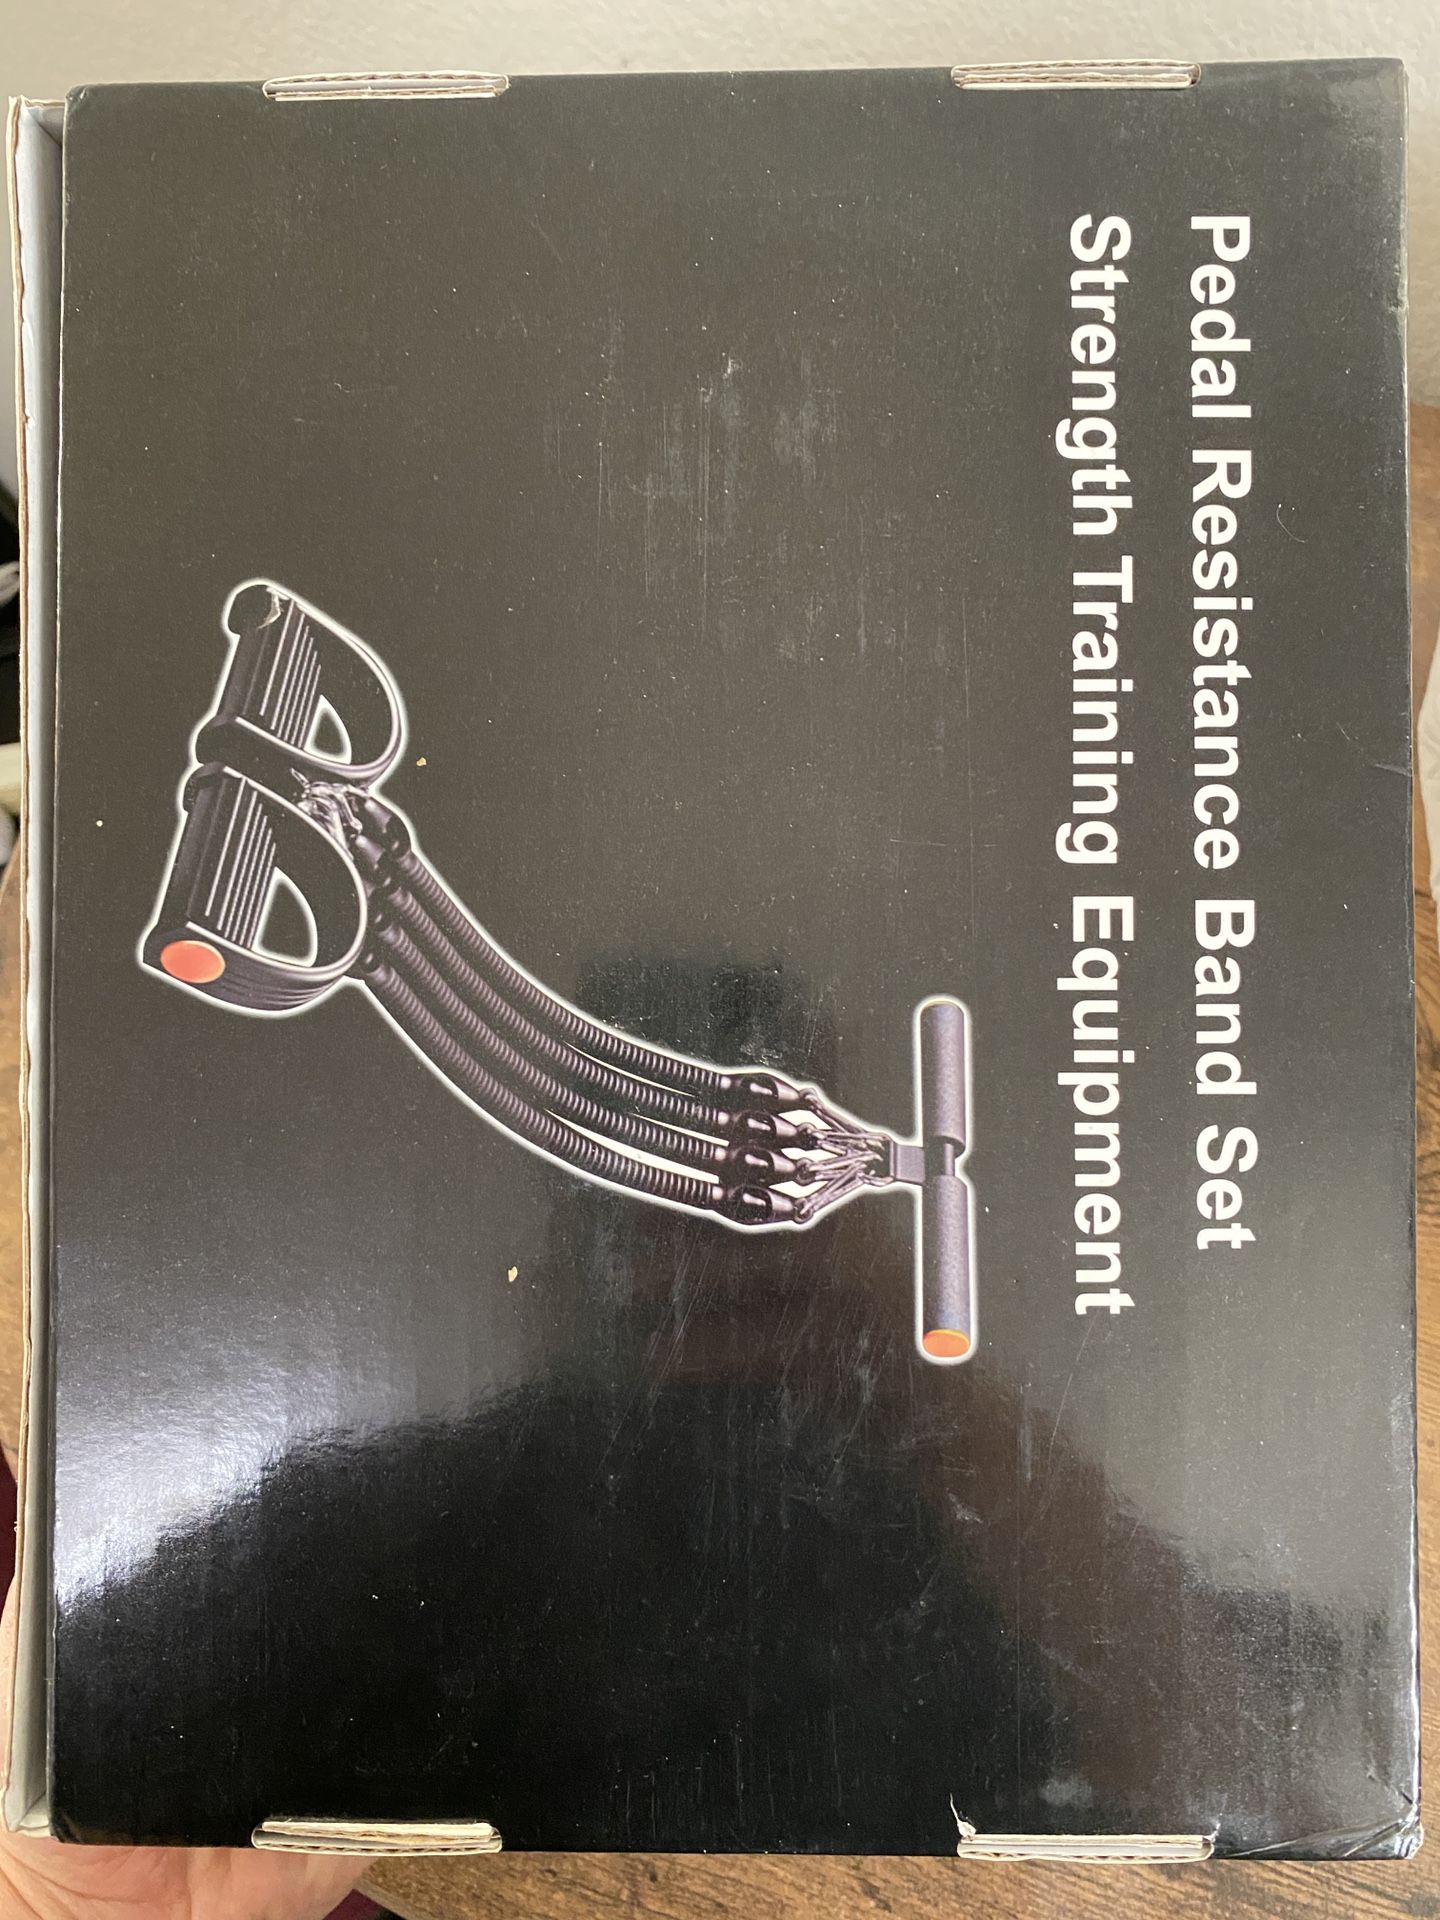 Pedal Resistance Band Set
Strength Training Equipment